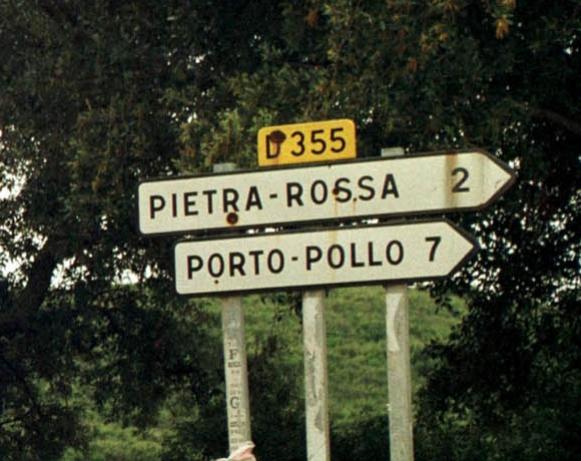 D355
PIETRA-ROSSA 2
PORTO-POLLO 7
F
G